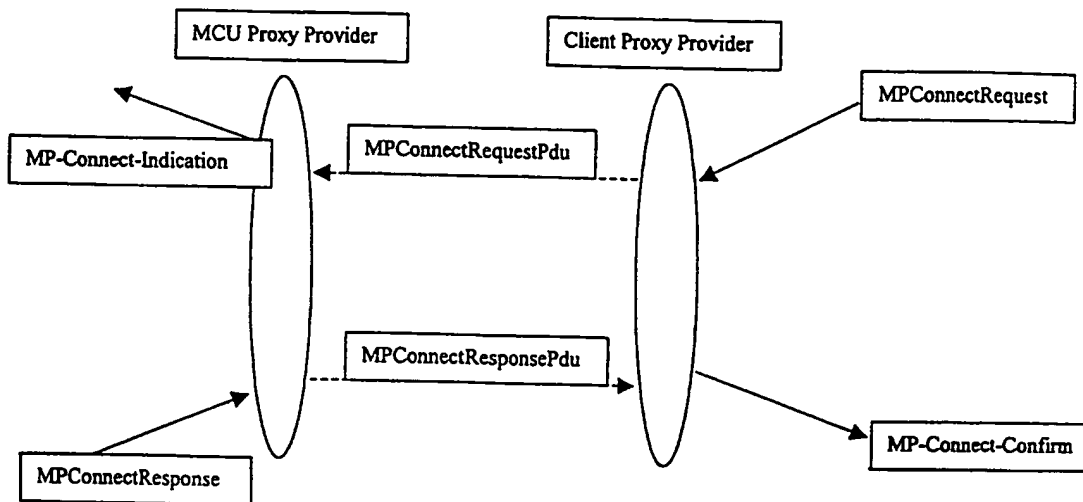 MCU Proxy Provider
Client Proxy Provider
MPConnectRequest
MP-Connect-Indication
MPConnectRequestPdu
MPConnectResponsePdu
MP-Connect-Confirm
MPConnectResponse